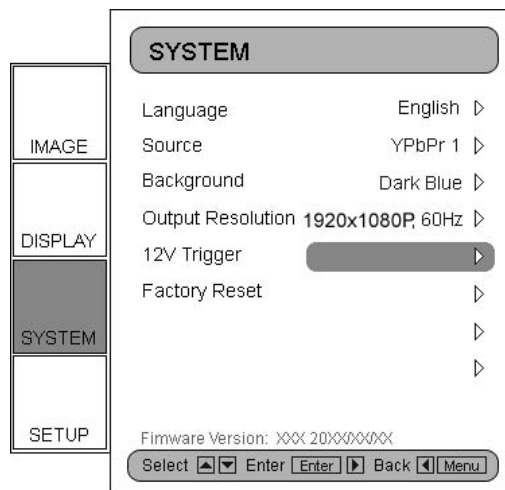 SYSTEM
IMAGE
DISPLAY
SYSTEM
SETUP
Language English
Source YPbPr 1
Background Dark Blue
Output Resolution 1920x1080P, 60Hz
12V Trigger
Factory Reset
Fimware Version: XXX 20XX/XX/XX
Select Enter Enter Back Menu